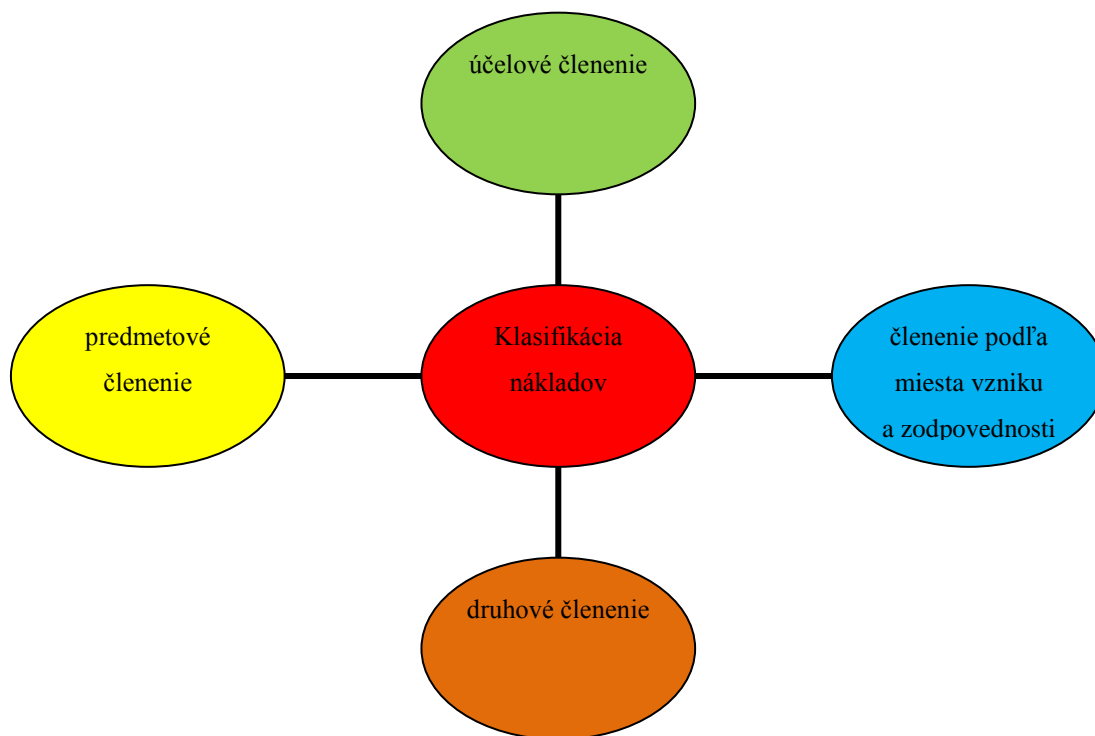 účelové členenie
predmetové
členenie
Klasifikácia
nákladov
členenie podľa
miesta vzniku
a zodpovednosti
druhové členenie